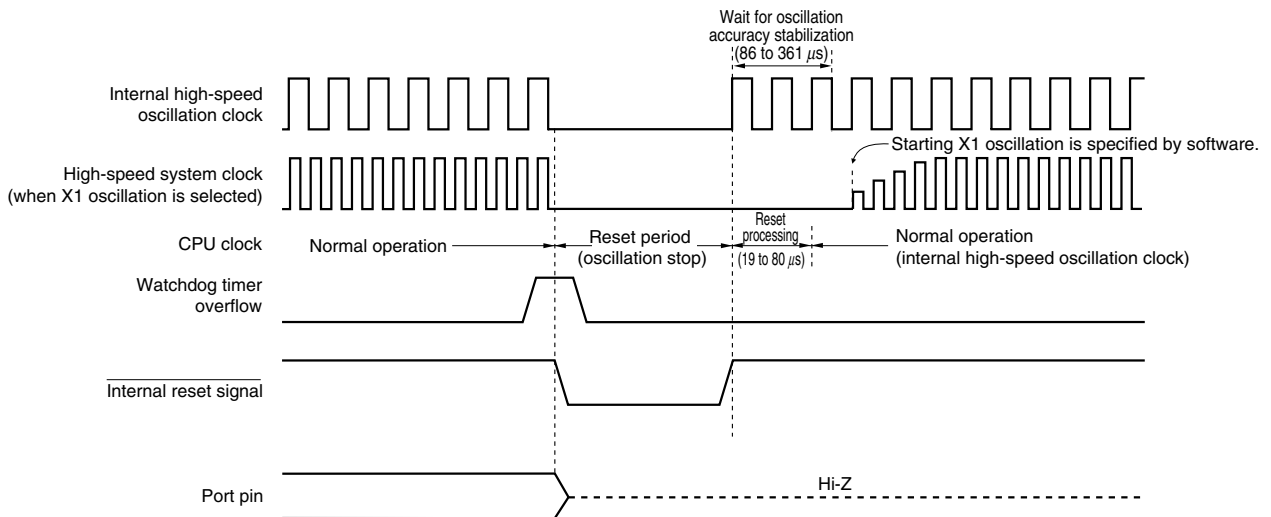 Wait for oscillation
accuracy stabilization
(86 to 361 μs)
Internal high-speed
oscillation clock
Starting X1 oscillation is specified by software.
High-speed system clock
(when X1 oscillation is selected)
CPU clock
Normal operation
Reset period
(oscillation stop)
Reset
processing
(19 to 80 μs)
Normal operation
(internal high-speed oscillation clock)
Watchdog timer
overflow
Internal reset signal
Port pin
Hi-Z